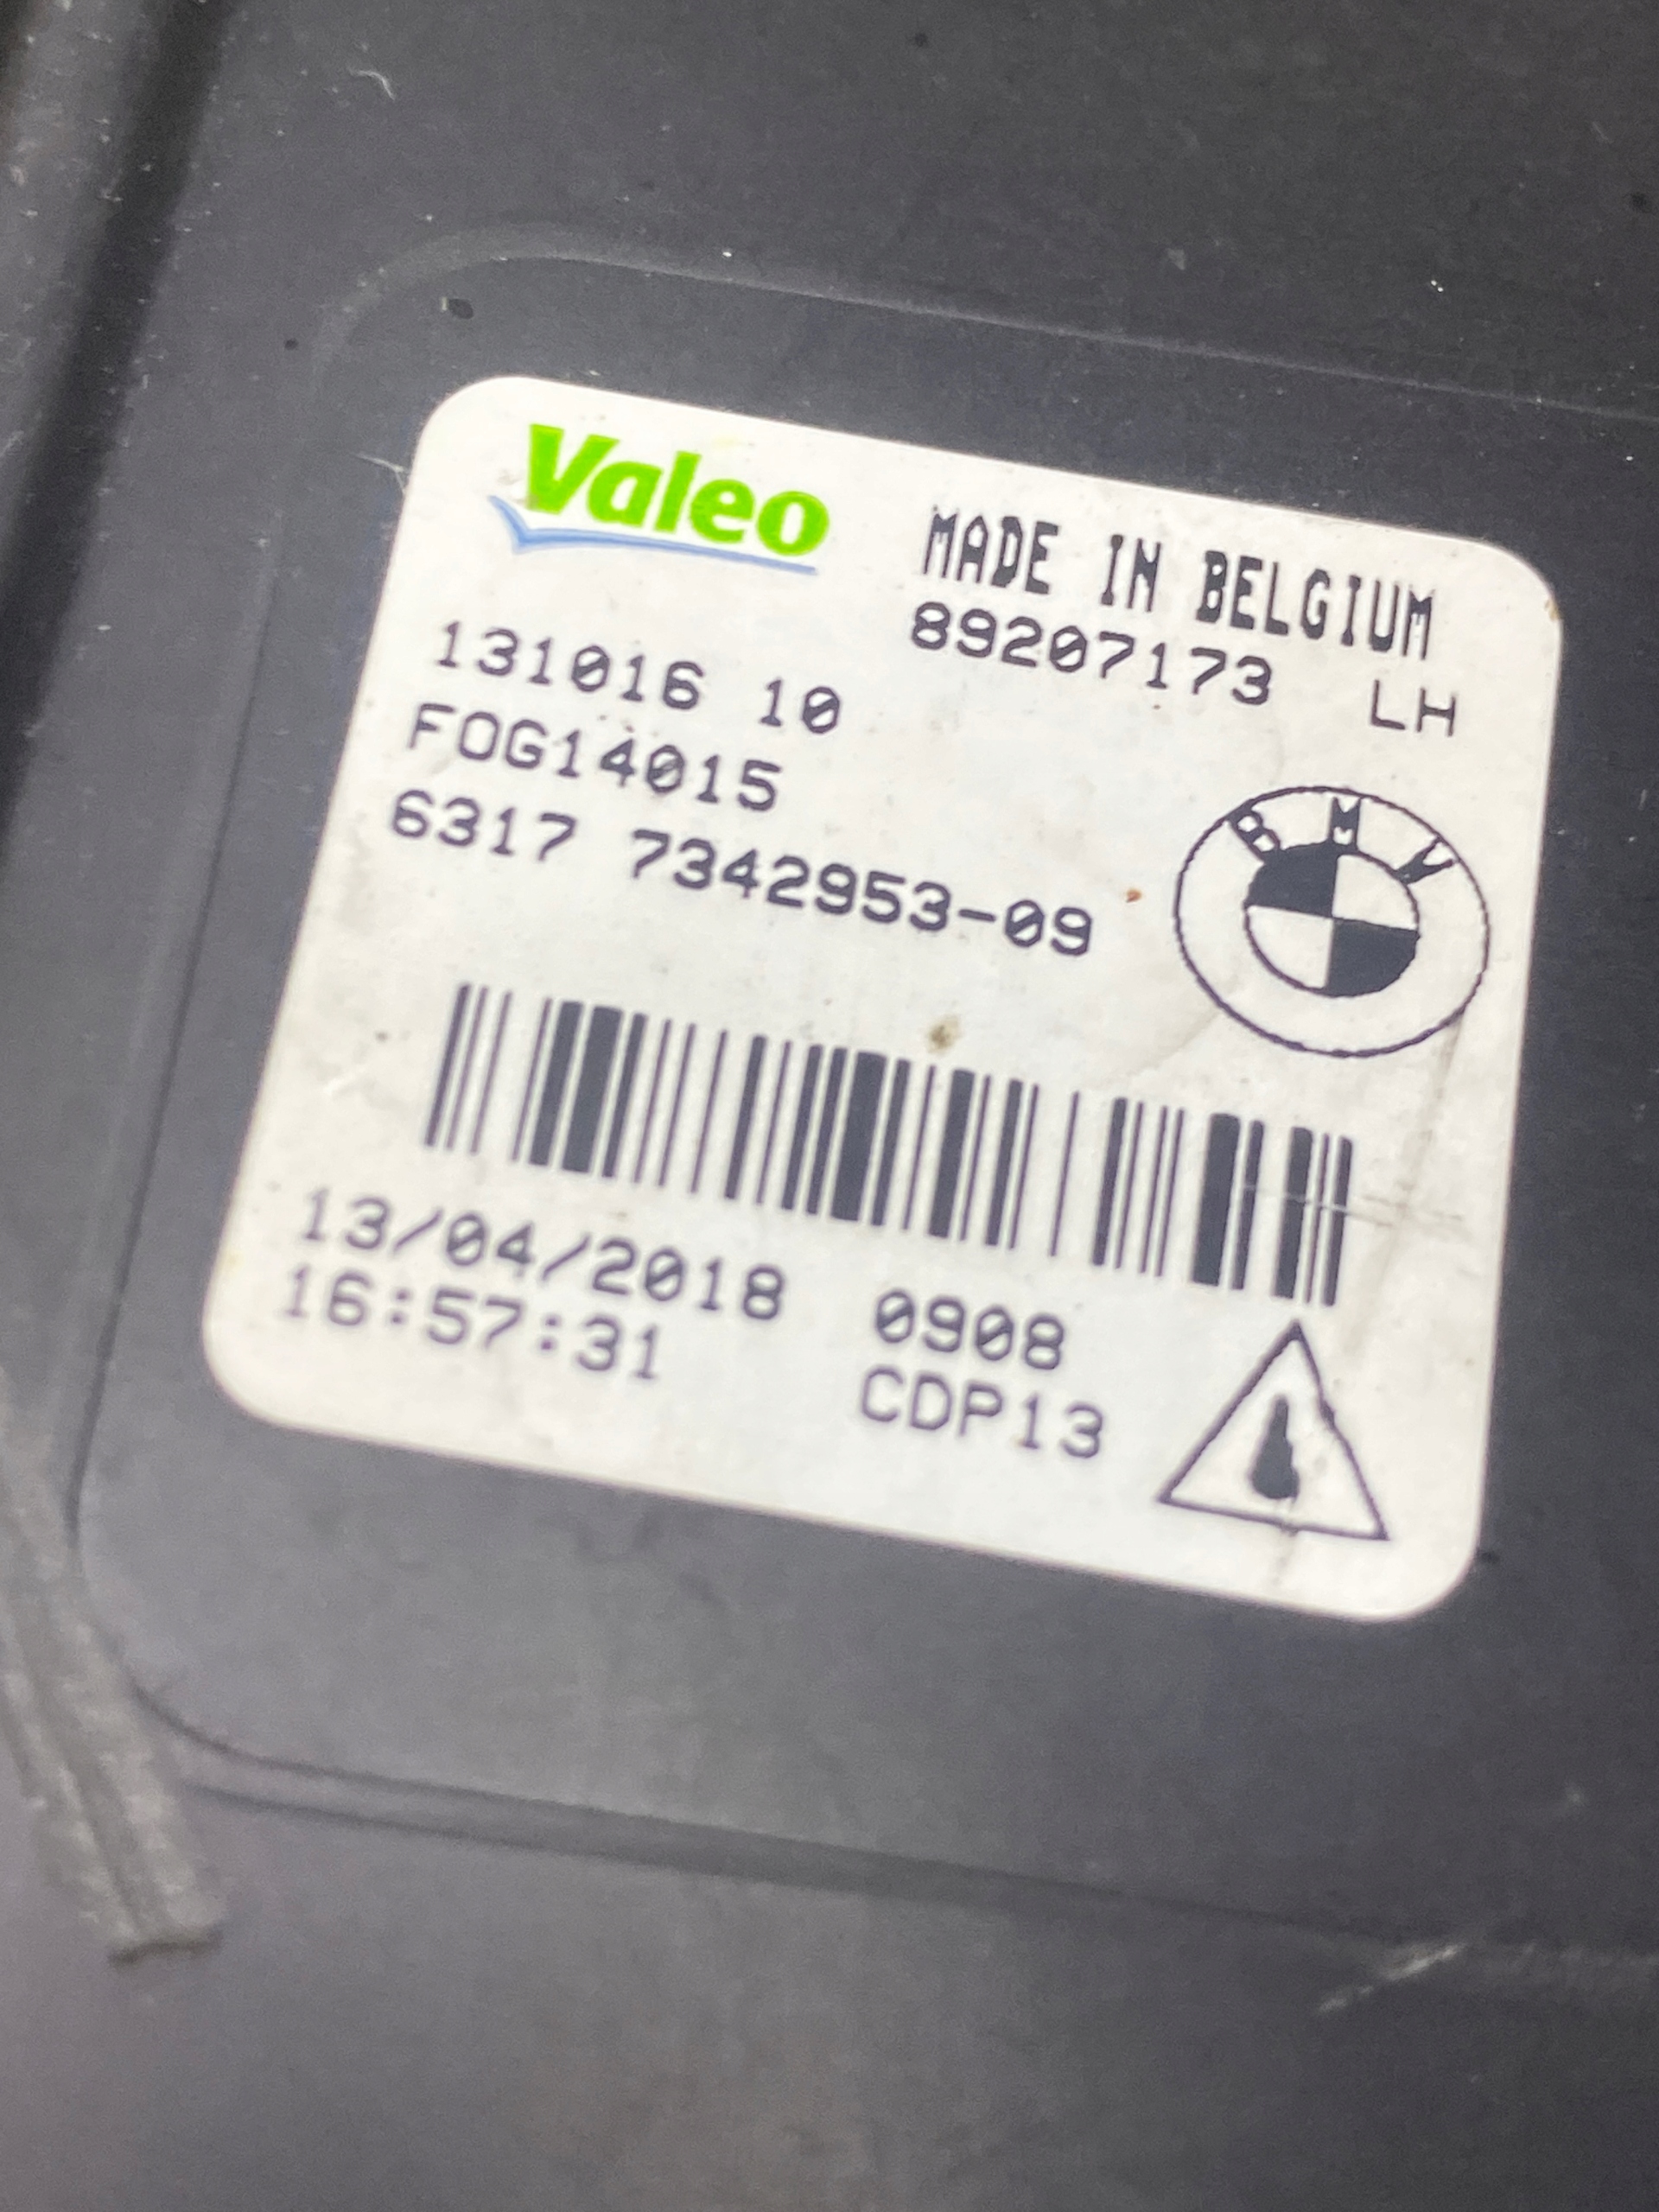 Valeo
MADE IN BELGIUM
89207173 LH
131016 10
FOG14015
6317 7342953-09
BMW
13/04/2018 0908
16:57:31 CDP13